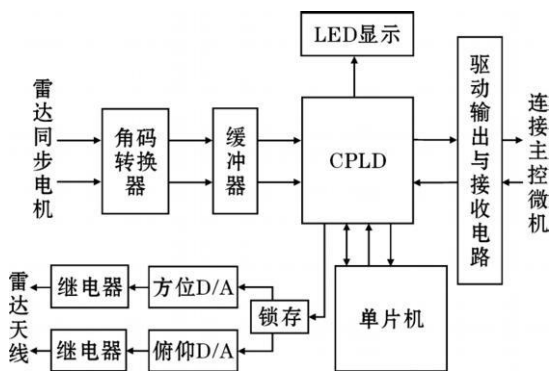 LED显示
雷达同步电机
角码
转换
器
缓冲器
CPLD
驱动输出与接收电路
连接主控微机
雷达天线
继电器
方位D/A
锁存
单片机
继电器
俯仰D/A